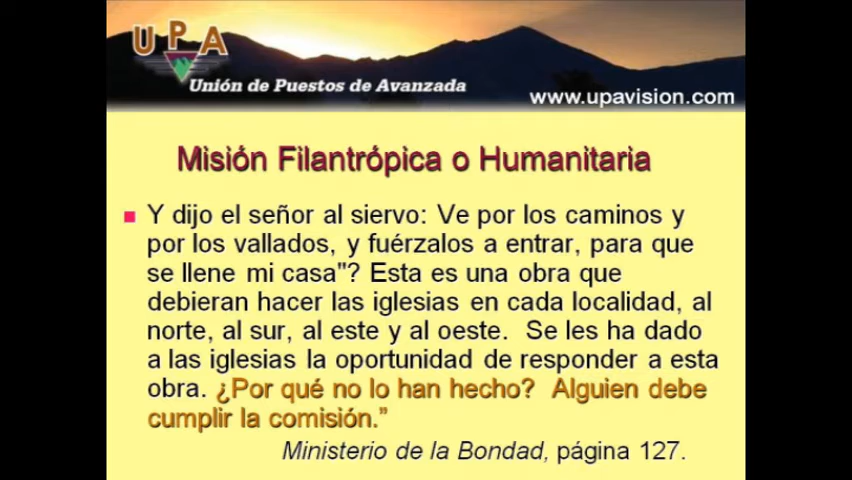 UPA
Unión de Puestos de Avanzada
www.upavision.com
Misión Filantrópica o Humanitaria
Y dijo el señor al siervo: Ve por los caminos y
por los vallados, y fuérzalos a entrar, para que
se llene mi casa"? Esta es una obra que
debieran hacer las iglesias en cada localidad, al
norte, al sur, al este y al oeste. Se les ha dado
a las iglesias la oportunidad de responder a esta
obra. ¿Por qué no lo han hecho? Alguien debe
cumplir la comisión.”
Ministerio de la Bondad, página 127.